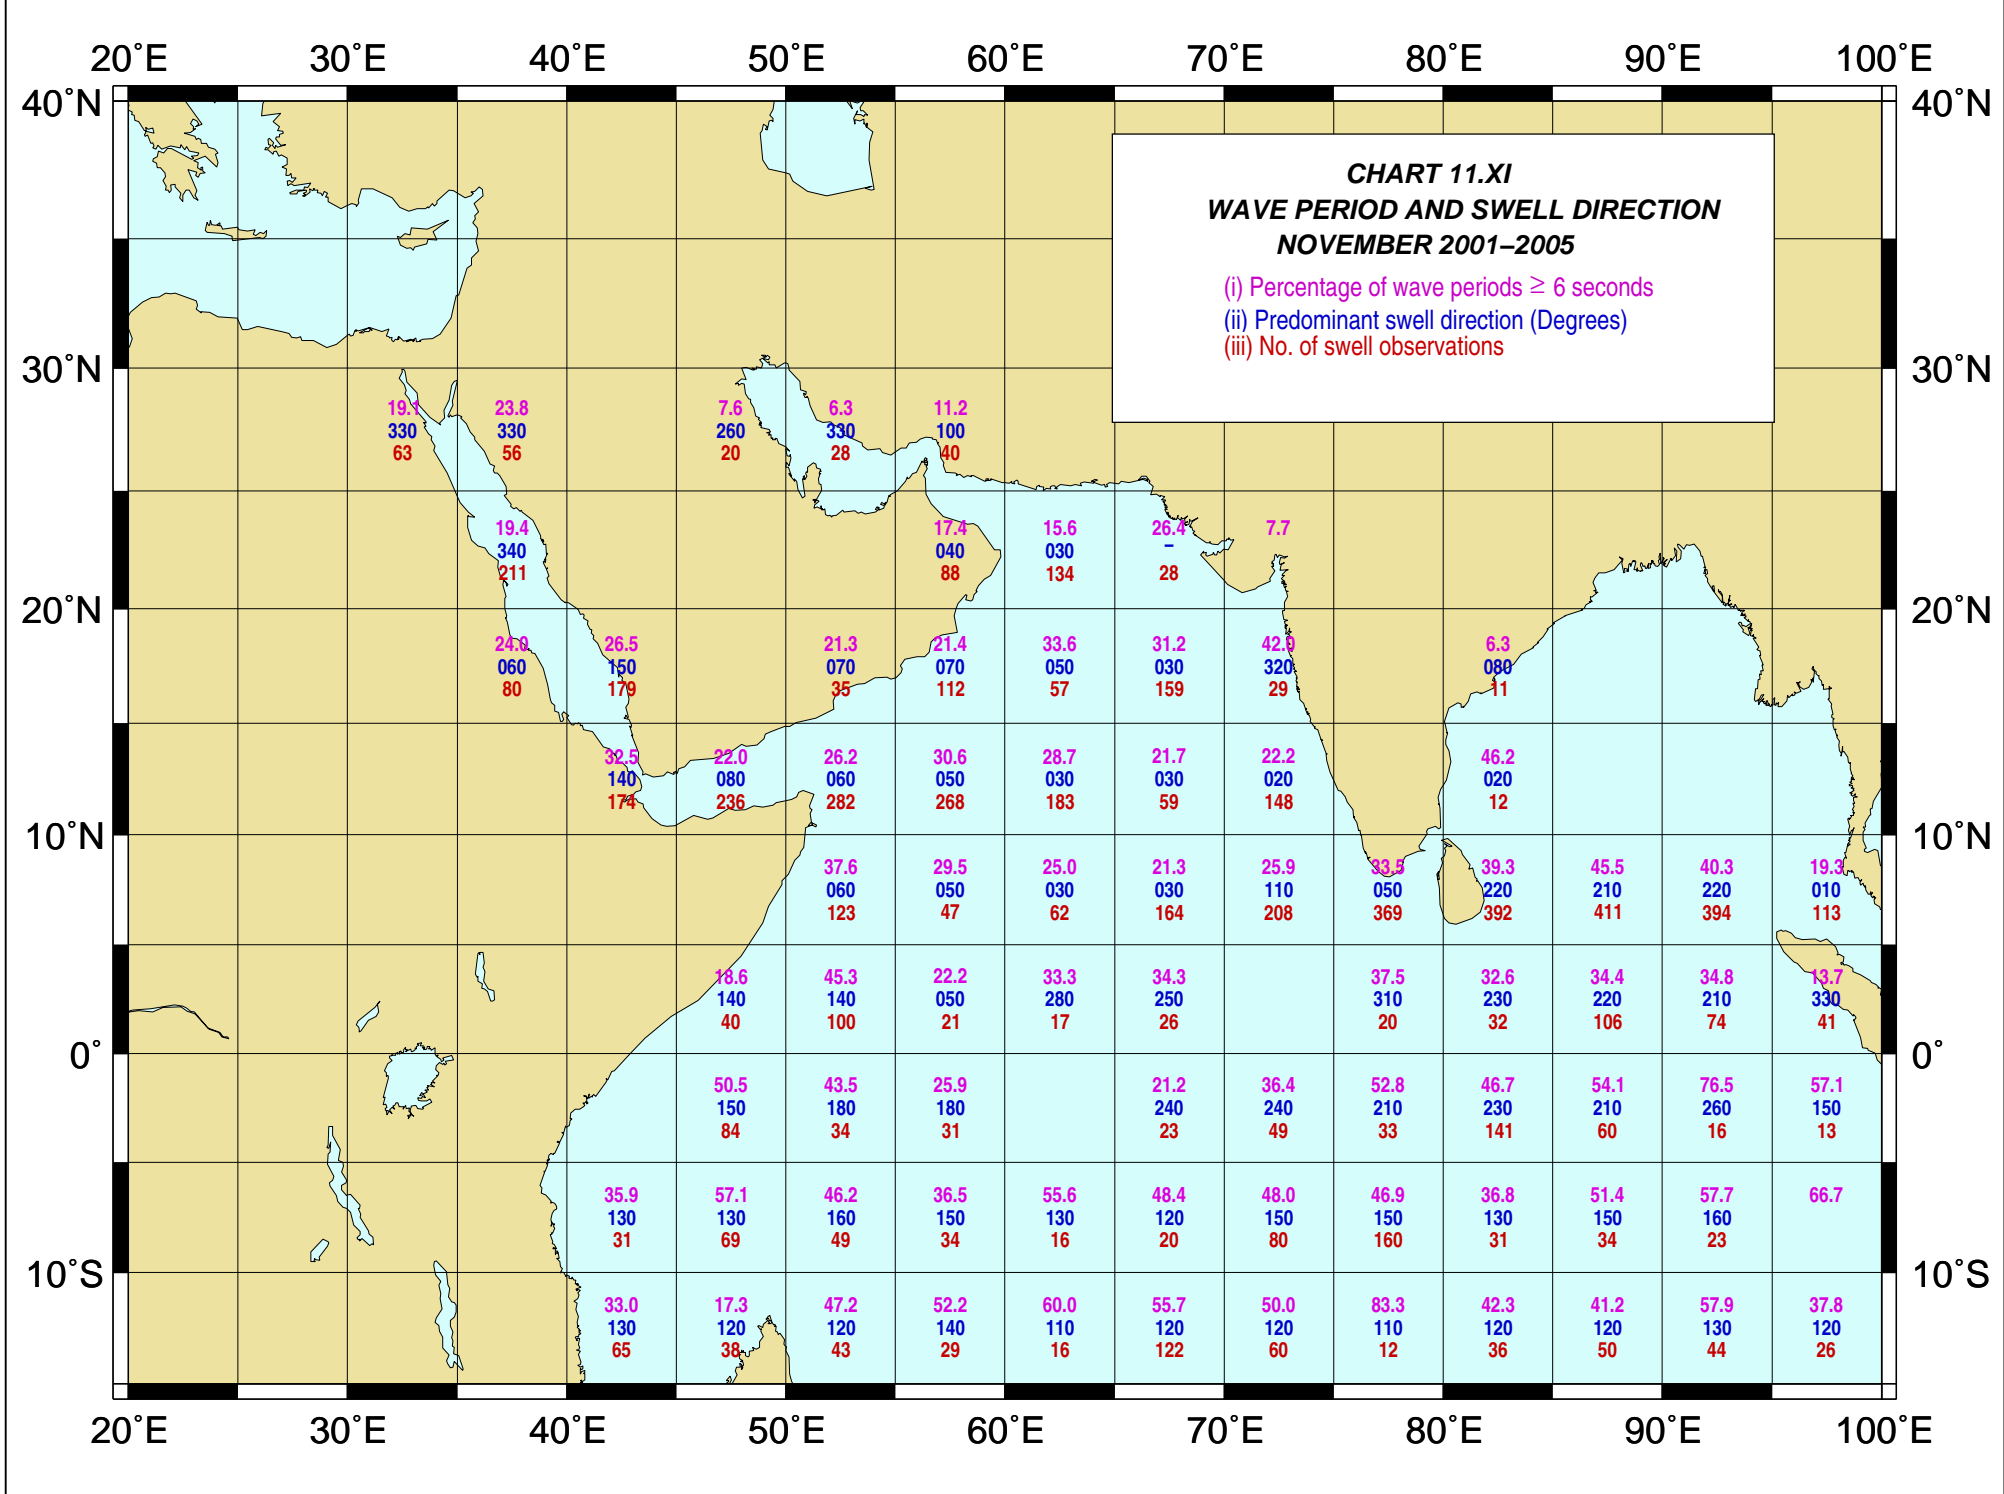 20°E 30°E 40°E 50°E 60°E 70°E 80°E 90°E 100°E
40°N 40°N
CHART 11.XI
WAVE PERIOD AND SWELL DIRECTION
NOVEMBER 2001–2005
(i) Percentage of wave periods ≥ 6 seconds
(ii) Predominant swell direction (Degrees)
(iii) No. of swell observations
30°N 30°N
19.1 23.8 7.6 6.3 11.2
330 330 260 330 100
63 56 20 28 40
19.4 17.4 15.6 26.4 7.7
340 040 030 –
211 88 134 28
20°N 20°N
24.0 26.5 21.3 21.4 33.6 31.2 42.0 6.3
060 150 070 070 050 030 320 080
80 179 35 112 57 159 29 11
32.5 22.0 26.2 30.6 28.7 21.7 22.2 46.2
140 080 060 050 030 030 020 020
174 236 282 268 183 59 148 12
10°N 10°N
37.6 29.5 25.0 21.3 25.9 33.5 39.3 45.5 40.3 19.3
060 050 030 030 110 050 220 210 220 010
123 47 62 164 208 369 392 411 394 113
18.6 45.3 22.2 33.3 34.3 37.5 32.6 34.4 34.8 13.7
140 140 050 280 250 310 230 220 210 330
40 100 21 17 26 20 32 106 74 41
0° 0°
50.5 43.5 25.9 21.2 36.4 52.8 46.7 54.1 76.5 57.1
150 180 180 240 240 210 230 210 260 150
84 34 31 23 49 33 141 60 16 13
35.9 57.1 46.2 36.5 55.6 48.4 48.0 46.9 36.8 51.4 57.7 66.7
130 130 160 150 130 120 150 150 130 150 160
31 69 49 34 16 20 80 160 31 34 23
10°S 10°S
33.0 17.3 47.2 52.2 60.0 55.7 50.0 83.3 42.3 41.2 57.9 37.8
130 120 120 140 110 120 120 110 120 120 130 120
65 38 43 29 16 122 60 12 36 50 44 26
20°E 30°E 40°E 50°E 60°E 70°E 80°E 90°E 100°E